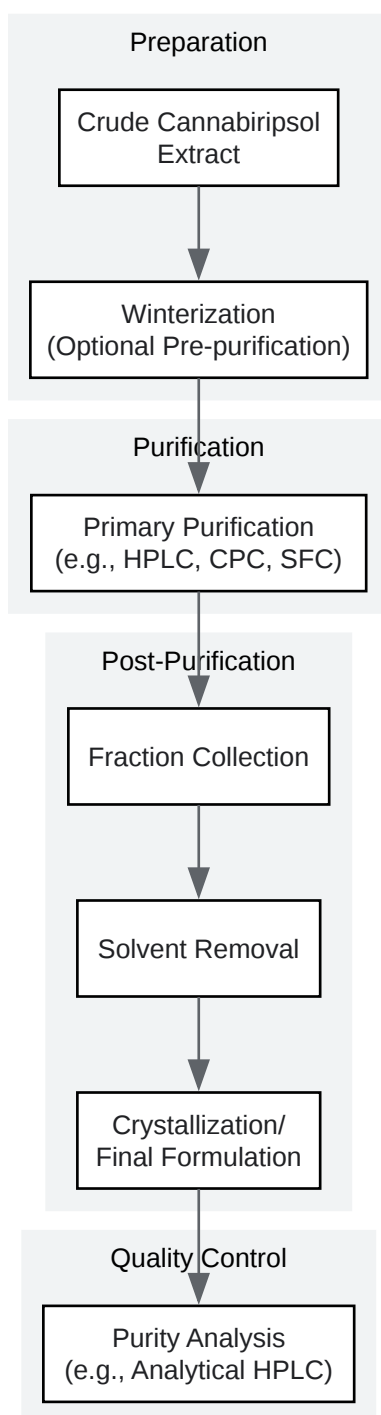 Preparation
Crude Cannabiripsol
Extract
Winterization
(Optional Pre-purification)
Purification
Primary Purification
(e.g., HPLC, CPC, SFC)
Post-Purification
Fraction Collection
Solvent Removal
Crystallization/
Final Formulation
Quality Control
Purity Analysis
(e.g., Analytical HPLC)